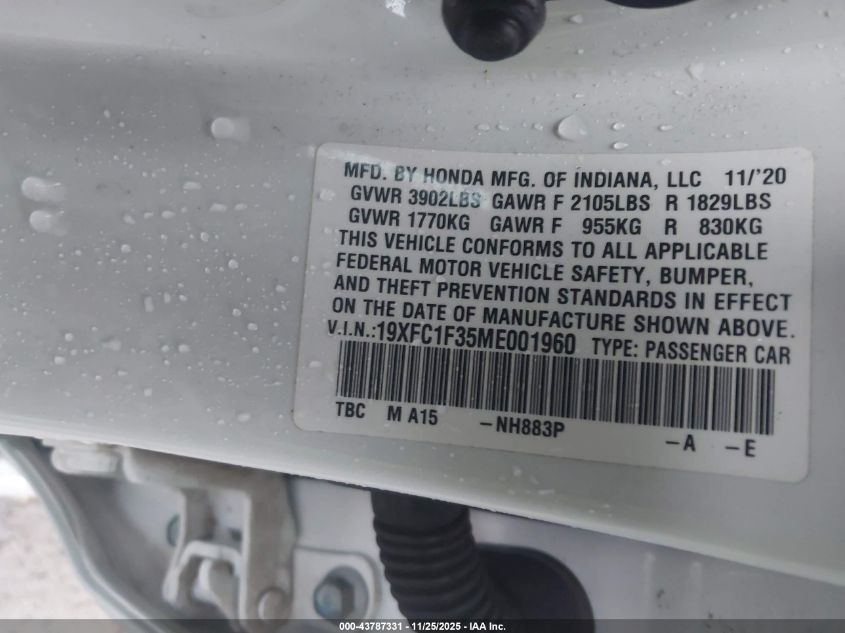 MFD. BY HONDA MFG. OF INDIANA, LLC 11/'20
GVWR 3902LBS GAWR F 2105LBS R 1829LBS
GVWR 1770KG GAWR F 955KG R 830KG
THIS VEHICLE CONFORMS TO ALL APPLICABLE
FEDERAL MOTOR VEHICLE SAFETY, BUMPER,
AND THEFT PREVENTION STANDARDS IN EFFECT
ON THE DATE OF MANUFACTURE SHOWN ABOVE.
V.I.N.:19XFC1F35ME001960 TYPE: PASSENGER CAR
TBC M A15 -NH883P -A -E
000-43787331 - 11/25/2025 - IAA, Inc.